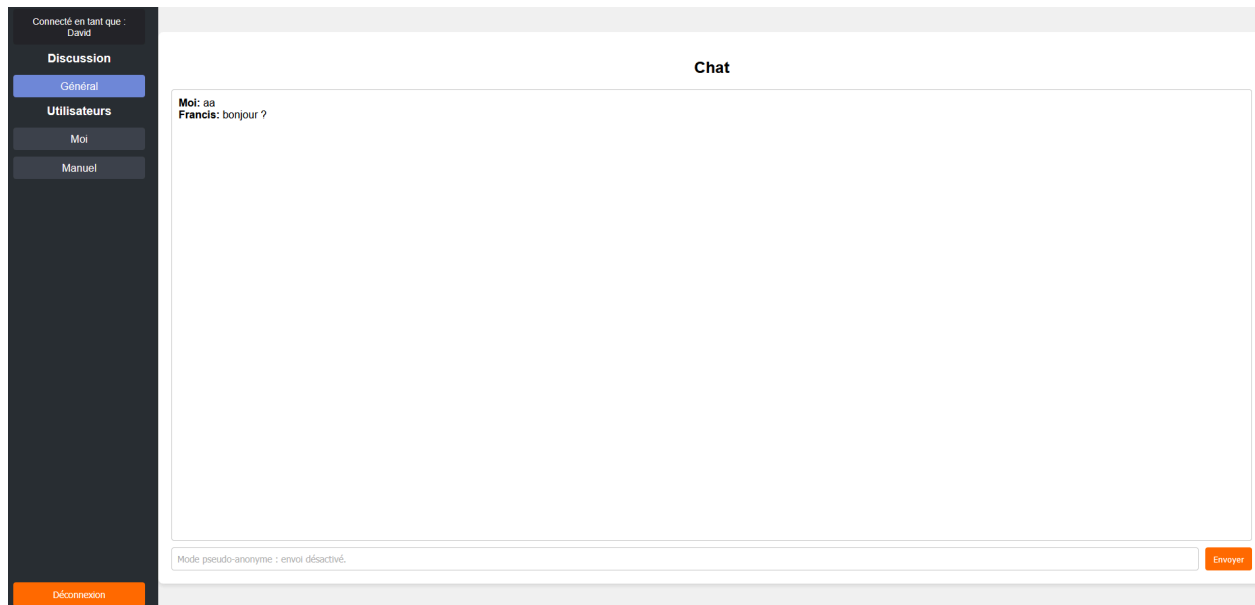 Connecté en tant que :
David
Discussion
Général
Utilisateurs
Moi
Manuel
Déconnexion
Chat
Moi: aa
Francis: bonjour ?
Mode pseudo-anonyme : envoi désactivé.
Envoyer